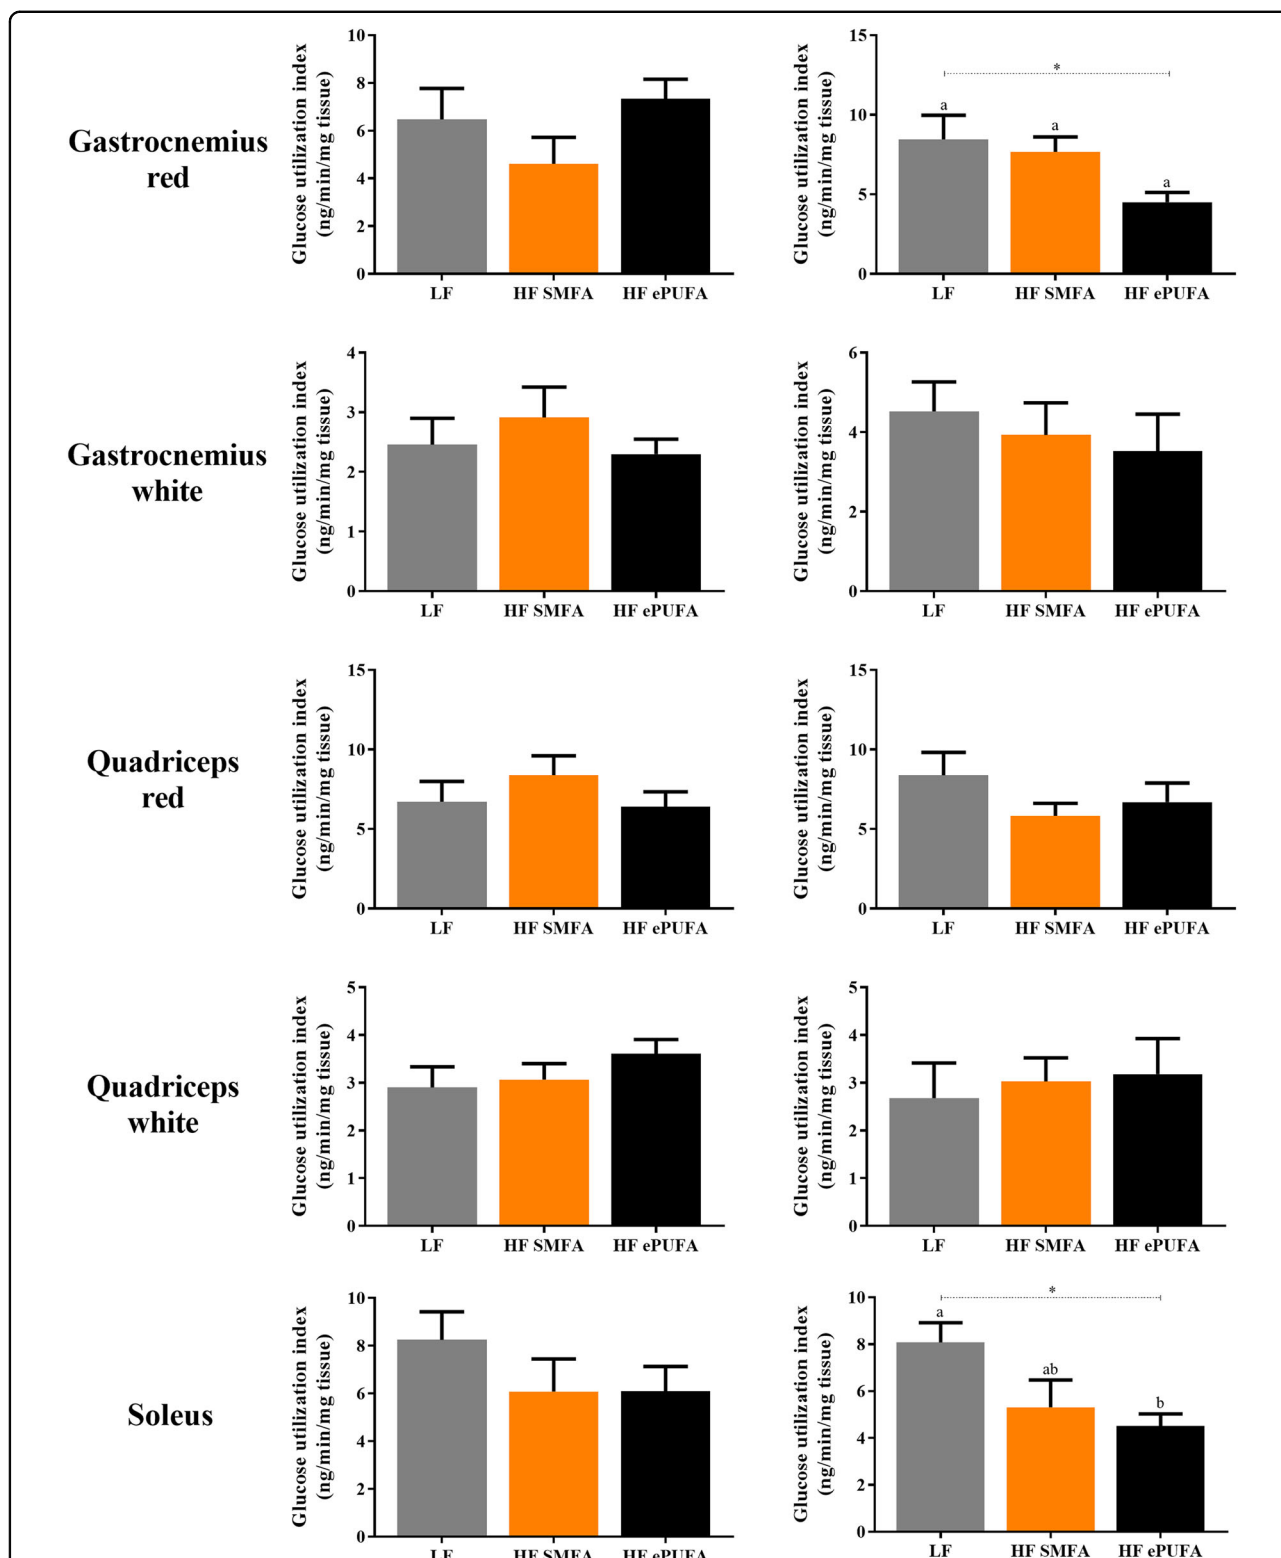 Gastrocnemius
red
Glucose utilization index
(ng/min/mg tissue)
10
8
6
4
2
0
LF HF SMFA HF ePUFA
Glucose utilization index
(ng/min/mg tissue)
15
10
5
0
*
a a a
LF HF SMFA HF ePUFA
Gastrocnemius
white
Glucose utilization index
(ng/min/mg tissue)
4
3
2
1
0
LF HF SMFA HF ePUFA
Glucose utilization index
(ng/min/mg tissue)
6
4
2
0
LF HF SMFA HF ePUFA
Quadriceps
red
Glucose utilization index
(ng/min/mg tissue)
15
10
5
0
LF HF SMFA HF ePUFA
Glucose utilization index
(ng/min/mg tissue)
15
10
5
0
LF HF SMFA HF ePUFA
Quadriceps
white
Glucose utilization index
(ng/min/mg tissue)
5
4
3
2
1
0
LF HF SMFA HF ePUFA
Glucose utilization index
(ng/min/mg tissue)
5
4
3
2
1
0
LF HF SMFA HF ePUFA
Soleus
Glucose utilization index
(ng/min/mg tissue)
10
8
6
4
2
0
LF HF SMFA HF ePUFA
Glucose utilization index
(ng/min/mg tissue)
10
8
6
4
2
0
*
a ab b
LF HF SMFA HF ePUFA